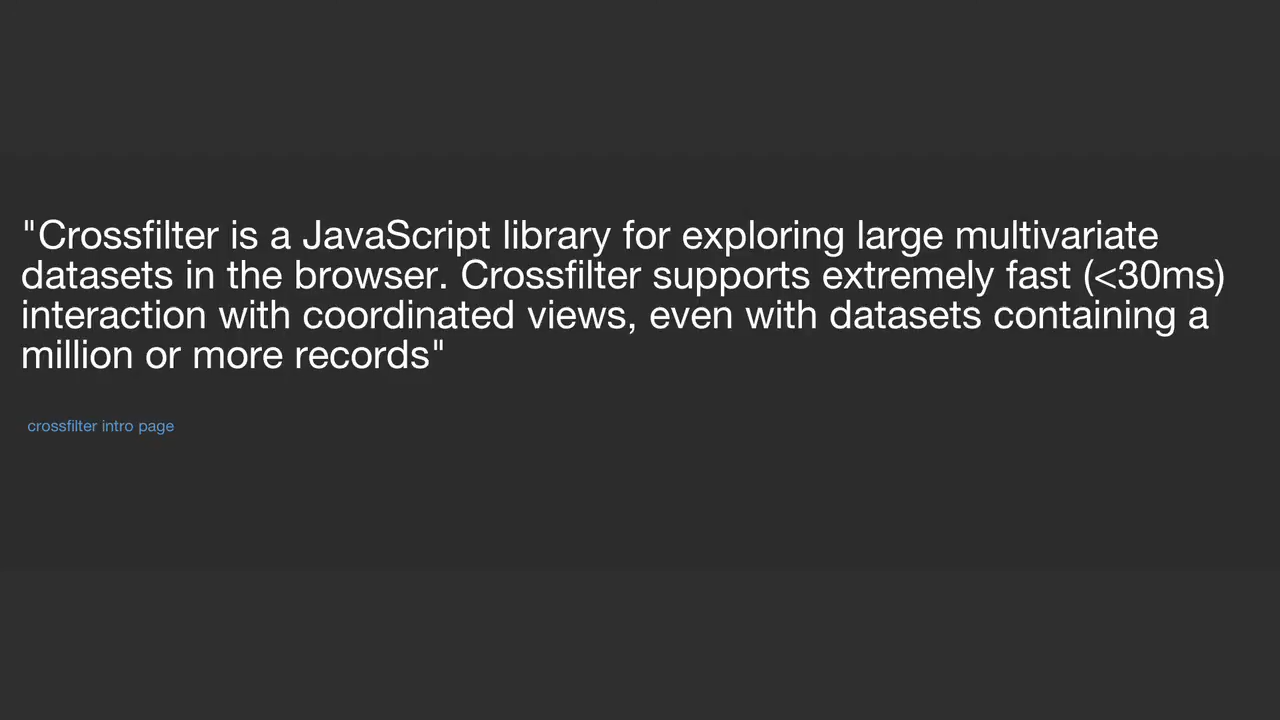 "Crossfilter is a JavaScript library for exploring large multivariate
datasets in the browser. Crossfilter supports extremely fast (<30ms)
interaction with coordinated views, even with datasets containing a
million or more records"
crossfilter intro page